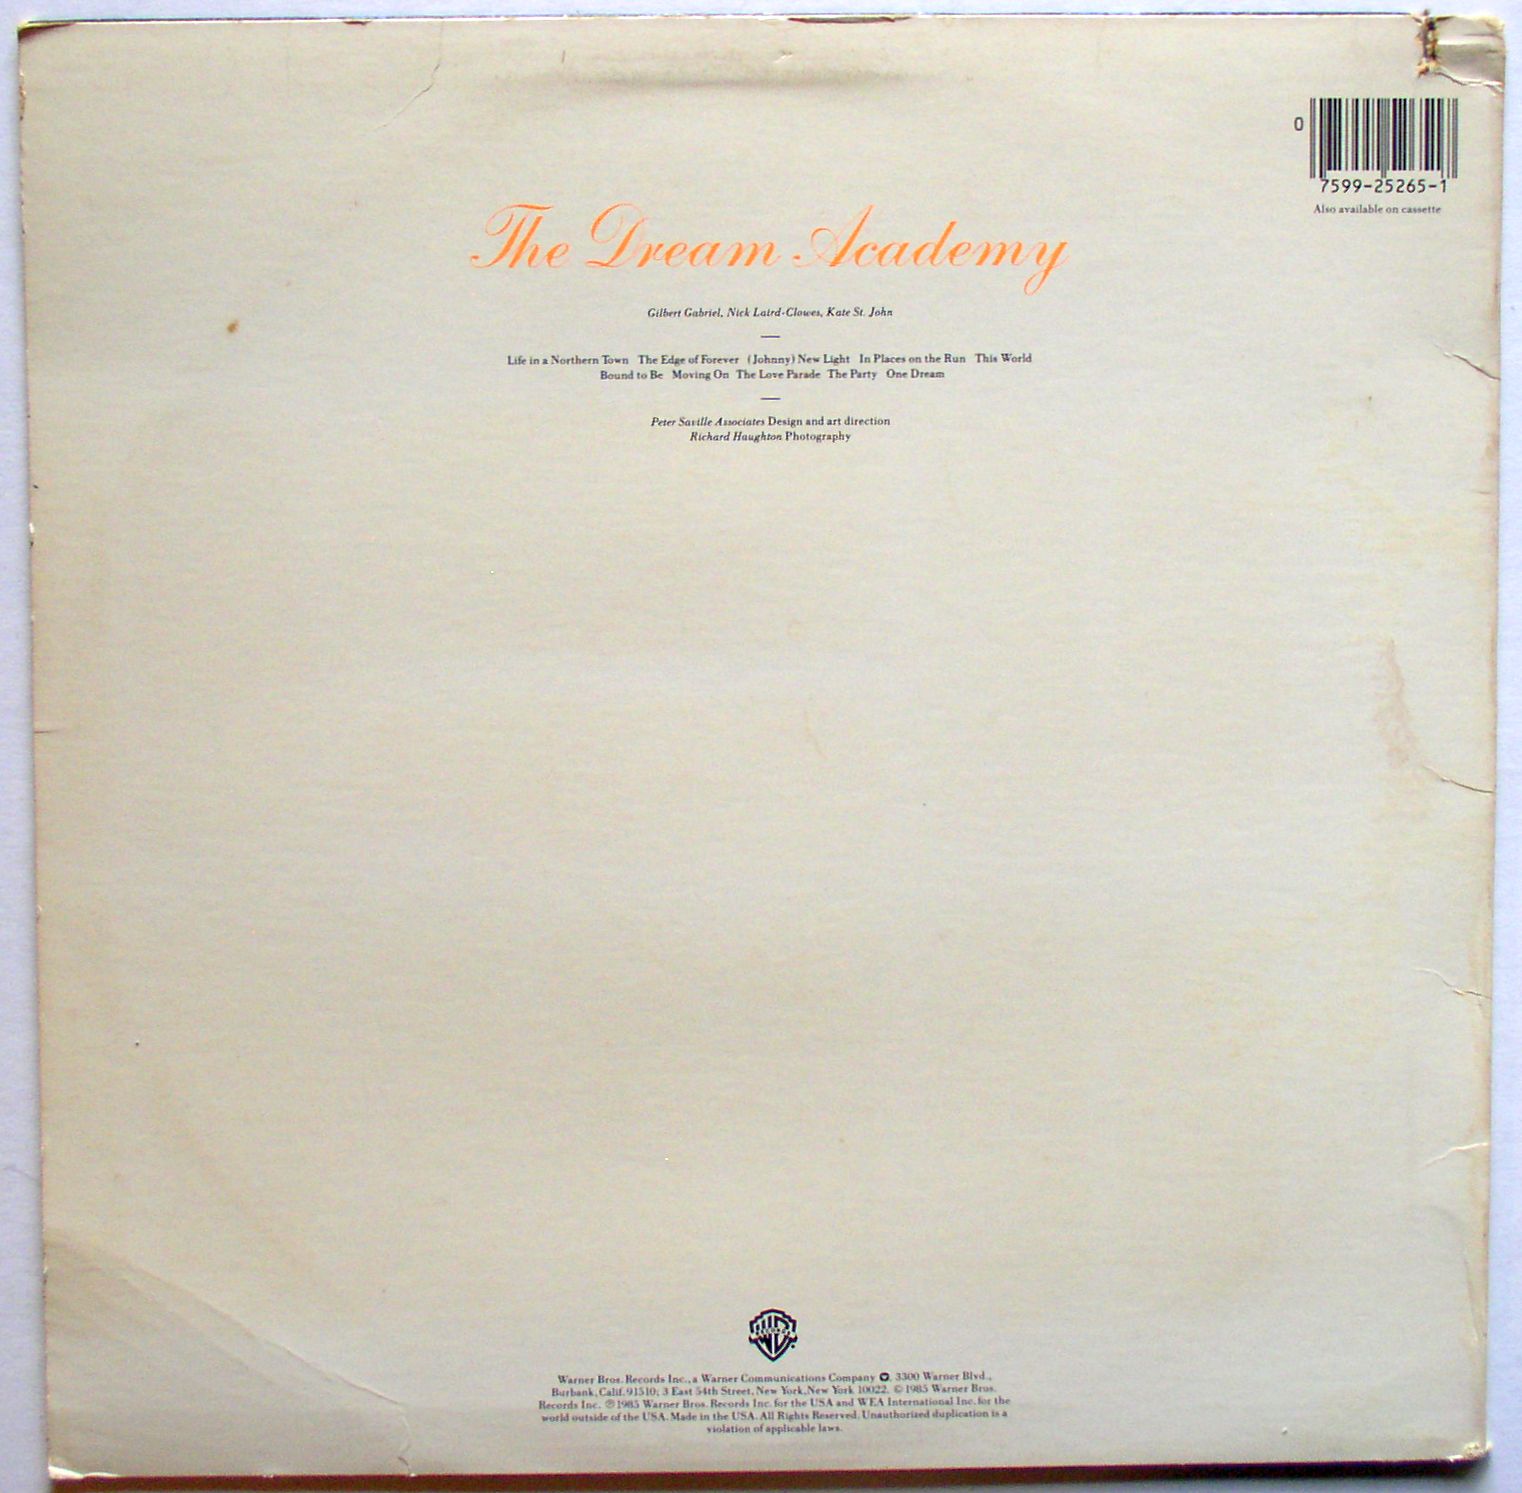 0
7599-25265-1
Also available on cassette
The Dream Academy
Gilbert Gabriel, Nick Laird-Clowes, Kate St. John
Life in a Northern Town The Edge of Forever (Johnny) New Light In Places on the Run This World
Bound to Be Moving On The Love Parade The Party One Dream
Peter Saville Associates Design and art direction
Richard Haughton Photography
WB
RECORDS
Warner Bros. Records Inc., a Warner Communications Company, 3300 Warner Blvd.,
Burbank, Calif. 91510; 3 East 54th Street, New York, New York 10022. © 1985 Warner Bros.
Records Inc. ℗ 1985 Warner Bros. Records Inc. for the USA and WEA International Inc. for the
world outside of the USA. Made in the USA. All Rights Reserved. Unauthorized duplication is a
violation of applicable laws.